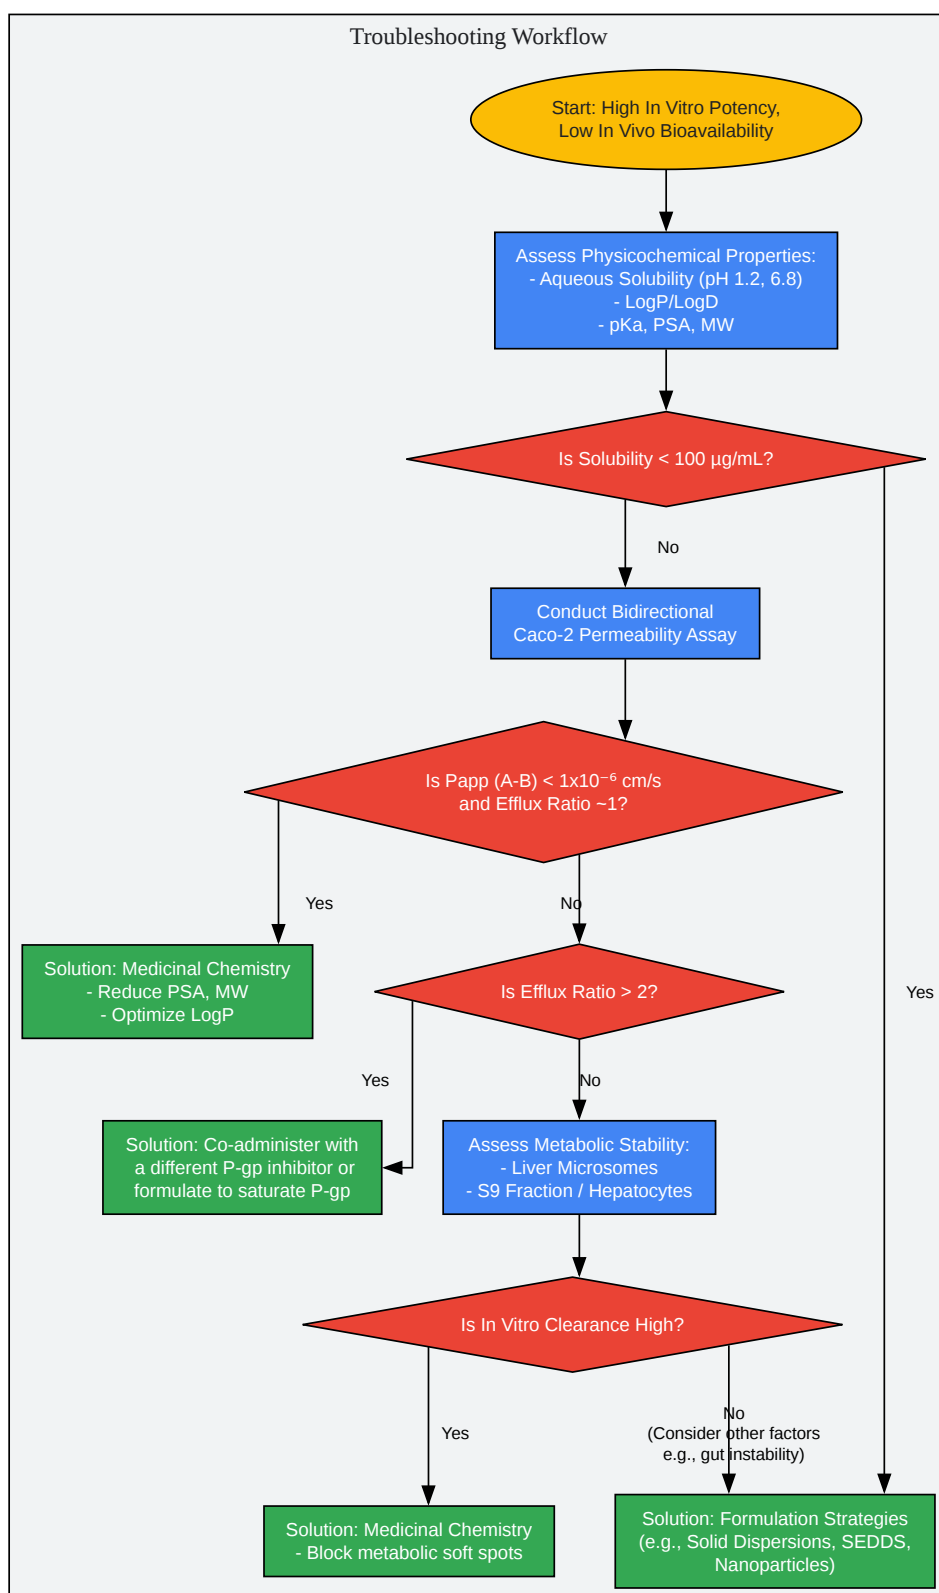 Troubleshooting Workflow
Start: High In Vitro Potency,
Low In Vivo Bioavailability
Assess Physicochemical Properties:
- Aqueous Solubility (pH 1.2, 6.8)
- LogP/LogD
- pKa, PSA, MW
Is Solubility < 100 µg/mL?
No
Conduct Bidirectional
Caco-2 Permeability Assay
Is Papp (A-B) < 1x10⁻⁶ cm/s
and Efflux Ratio ~1?
Yes
No
Solution: Medicinal Chemistry
- Reduce PSA, MW
- Optimize LogP
Is Efflux Ratio > 2?
Yes
Yes
No
Solution: Co-administer with
a different P-gp inhibitor or
formulate to saturate P-gp
Assess Metabolic Stability:
- Liver Microsomes
- S9 Fraction / Hepatocytes
Is In Vitro Clearance High?
Yes
No
(Consider other factors
e.g., gut instability)
Solution: Medicinal Chemistry
- Block metabolic soft spots
Solution: Formulation Strategies
(e.g., Solid Dispersions, SEDDS,
Nanoparticles)